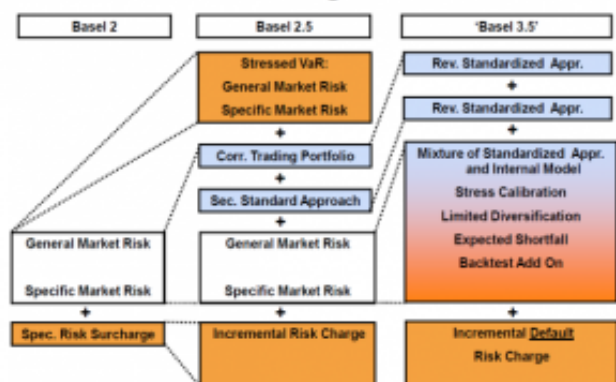 Basel 2
Basel 2.5
'Basel 3.5'
Stressed VaR:
General Market Risk
Specific Market Risk
+
Corr. Trading Portfolio
+
Sec. Standard Approach
+
General Market Risk
Specific Market Risk
+
Incremental Risk Charge
Rev. Standardized Appr.
+
Rev. Standardized Appr.
+
Mixture of Standardized Appr.
and Internal Model
Stress Calibration
Limited Diversification
Expected Shortfall
Backtest Add On
+
Incremental Default
Risk Charge
General Market Risk
Specific Market Risk
+
Spec. Risk Surcharge